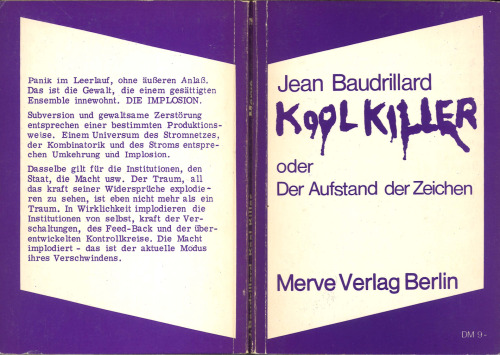 Panik im Leerlauf, ohne äußeren Anlaß.
Das ist die Gewalt, die einem gesättigten
Ensemble innewohnt. DIE IMPLOSION.
Subversion und gewaltsame Zerstörung
entsprechen einer bestimmten Produktions-
weise. Einem Universum des Stromnetzes,
der Kombinatorik und des Stroms entspre-
chen Umkehrung und Implosion.
Dasselbe gilt für die Institutionen, den
Staat, die Macht usw. Der Traum, all
das kraft seiner Widersprüche explodie-
ren zu sehen, ist eben nicht mehr als ein
Traum. In Wirklichkeit implodieren die
Institutionen von selbst, kraft der Ver-
schaltungen, des Feed-Back und der über-
entwickelten Kontrollkreise. Die Macht
implodiert - das ist der aktuelle Modus
ihres Verschwindens.
Baudrillard Kool Killer
Jean Baudrillard
KOOL KILLER
oder
Der Aufstand der Zeichen
Merve Verlag Berlin
DM 9.-